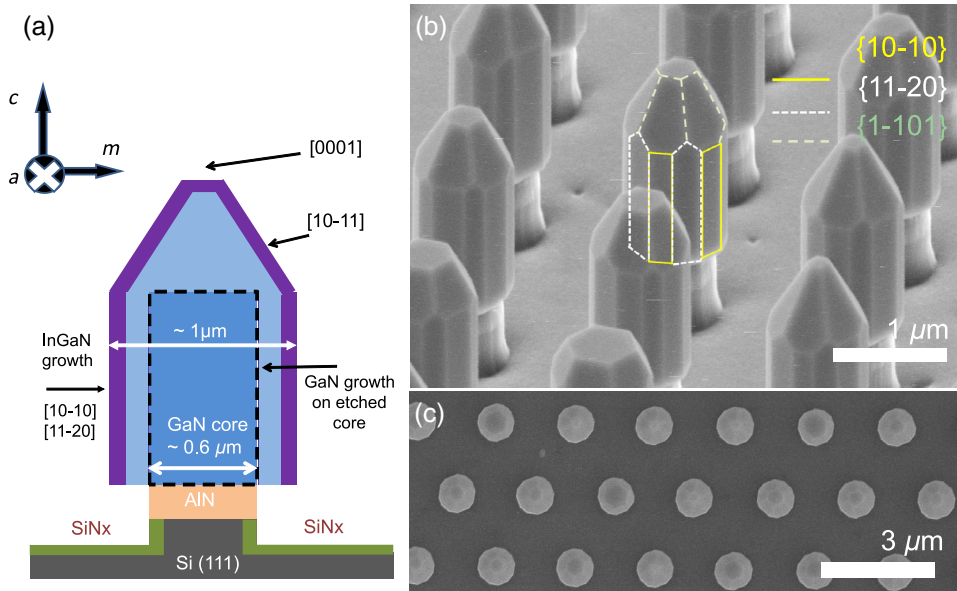 (a)
c
m
a
[0001]
[10-11]
~ 1µm
InGaN
growth
[10-10]
[11-20]
GaN growth
on etched
core
GaN core
~ 0.6 µm
AlN
SiNx
SiNx
Si (111)
(b)
{10-10}
{11-20}
{1-101}
1 µm
(c)
3 µm